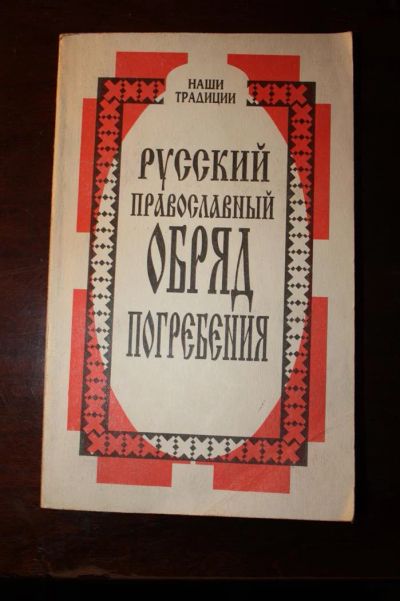 НАШИ
ТРАДИЦИИ
РУССКИЙ
ПРАВОСЛАВНЫЙ
ОБРЯД
ПОГРЕБЕНИЯ